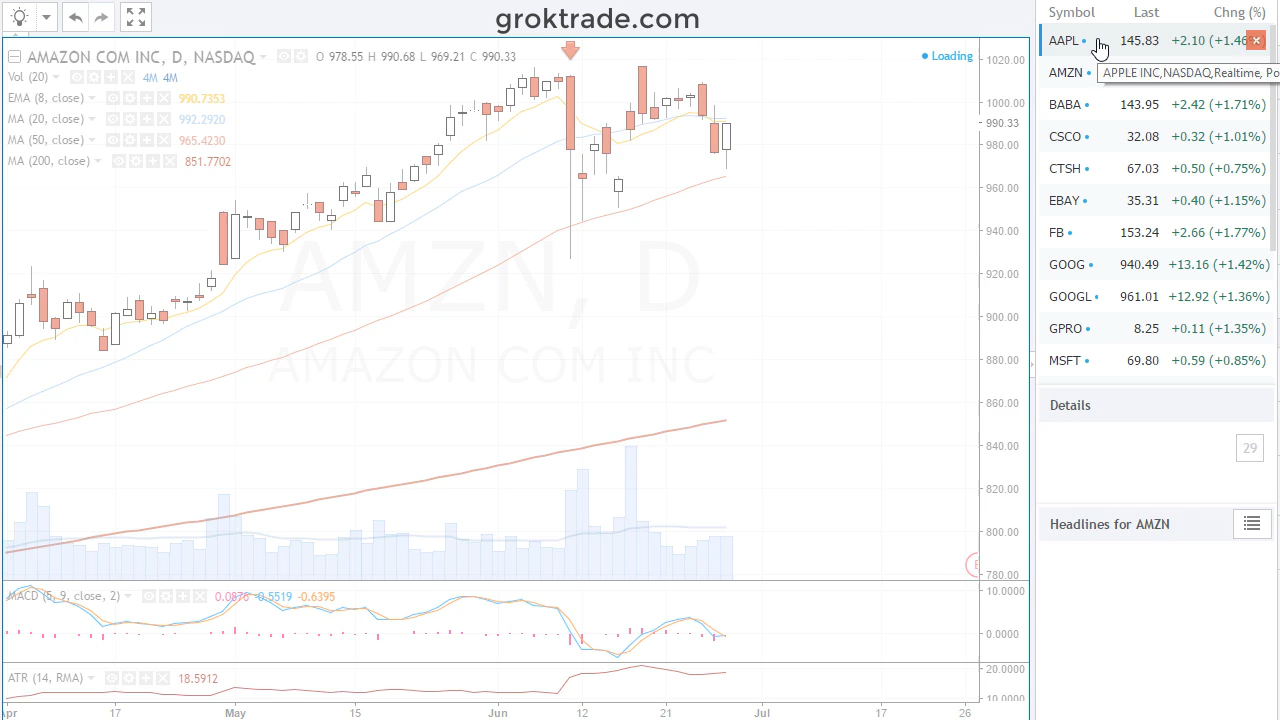 groktrade.com
AMAZON COM INC, D, NASDAQ O 978.55 H 990.68 L 969.21 C 990.33
Loading
Vol (20) 4M 4M
EMA (8, close) 990.7353
MA (20, close) 992.2920
MA (50, close) 965.4230
MA (200, close) 851.7702
AMZN, D
AMAZON COM INC
1020.00
1000.00
990.33
980.00
960.00
940.00
920.00
900.00
880.00
860.00
840.00
820.00
800.00
780.00
E
MACD (5, 9, close, 2) 0.0876 -0.5519 -0.6395
10.0000
0.0000
ATR (14, RMA) 18.5912
20.0000
10.0000
Apr 17 May 15 Jun 12 21 Jul 17 26
Symbol Last Chng (%)
AAPL 145.83 +2.10 (+1.46
APPLE INC,NASDAQ,Realtime, Po
AMZN
BABA 143.95 +2.42 (+1.71%)
CSCO 32.08 +0.32 (+1.01%)
CTSH 67.03 +0.50 (+0.75%)
EBAY 35.31 +0.40 (+1.15%)
FB 153.24 +2.66 (+1.77%)
GOOG 940.49 +13.16 (+1.42%)
GOOGL 961.01 +12.92 (+1.36%)
GPRO 8.25 +0.11 (+1.35%)
MSFT 69.80 +0.59 (+0.85%)
Details
29
Headlines for AMZN